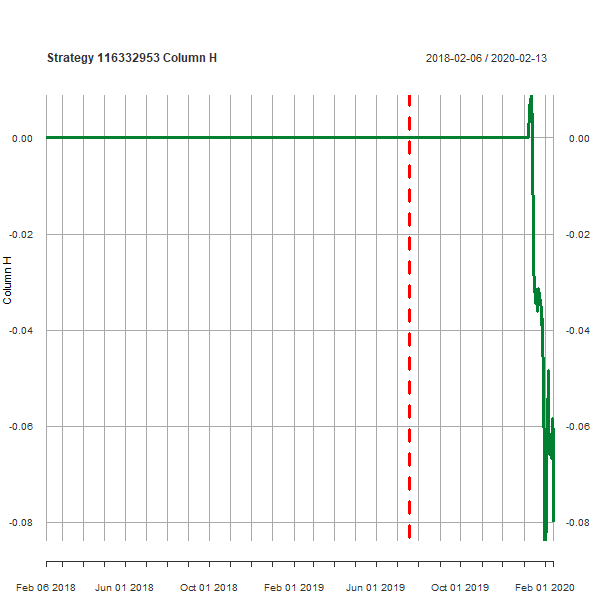 Strategy 116332953 Column H
2018-02-06 / 2020-02-13
0.00
-0.02
-0.04
-0.06
-0.08
Column H
0.00
-0.02
-0.04
-0.06
-0.08
Feb 06 2018
Jun 01 2018
Oct 01 2018
Feb 01 2019
Jun 01 2019
Oct 01 2019
Feb 01 2020